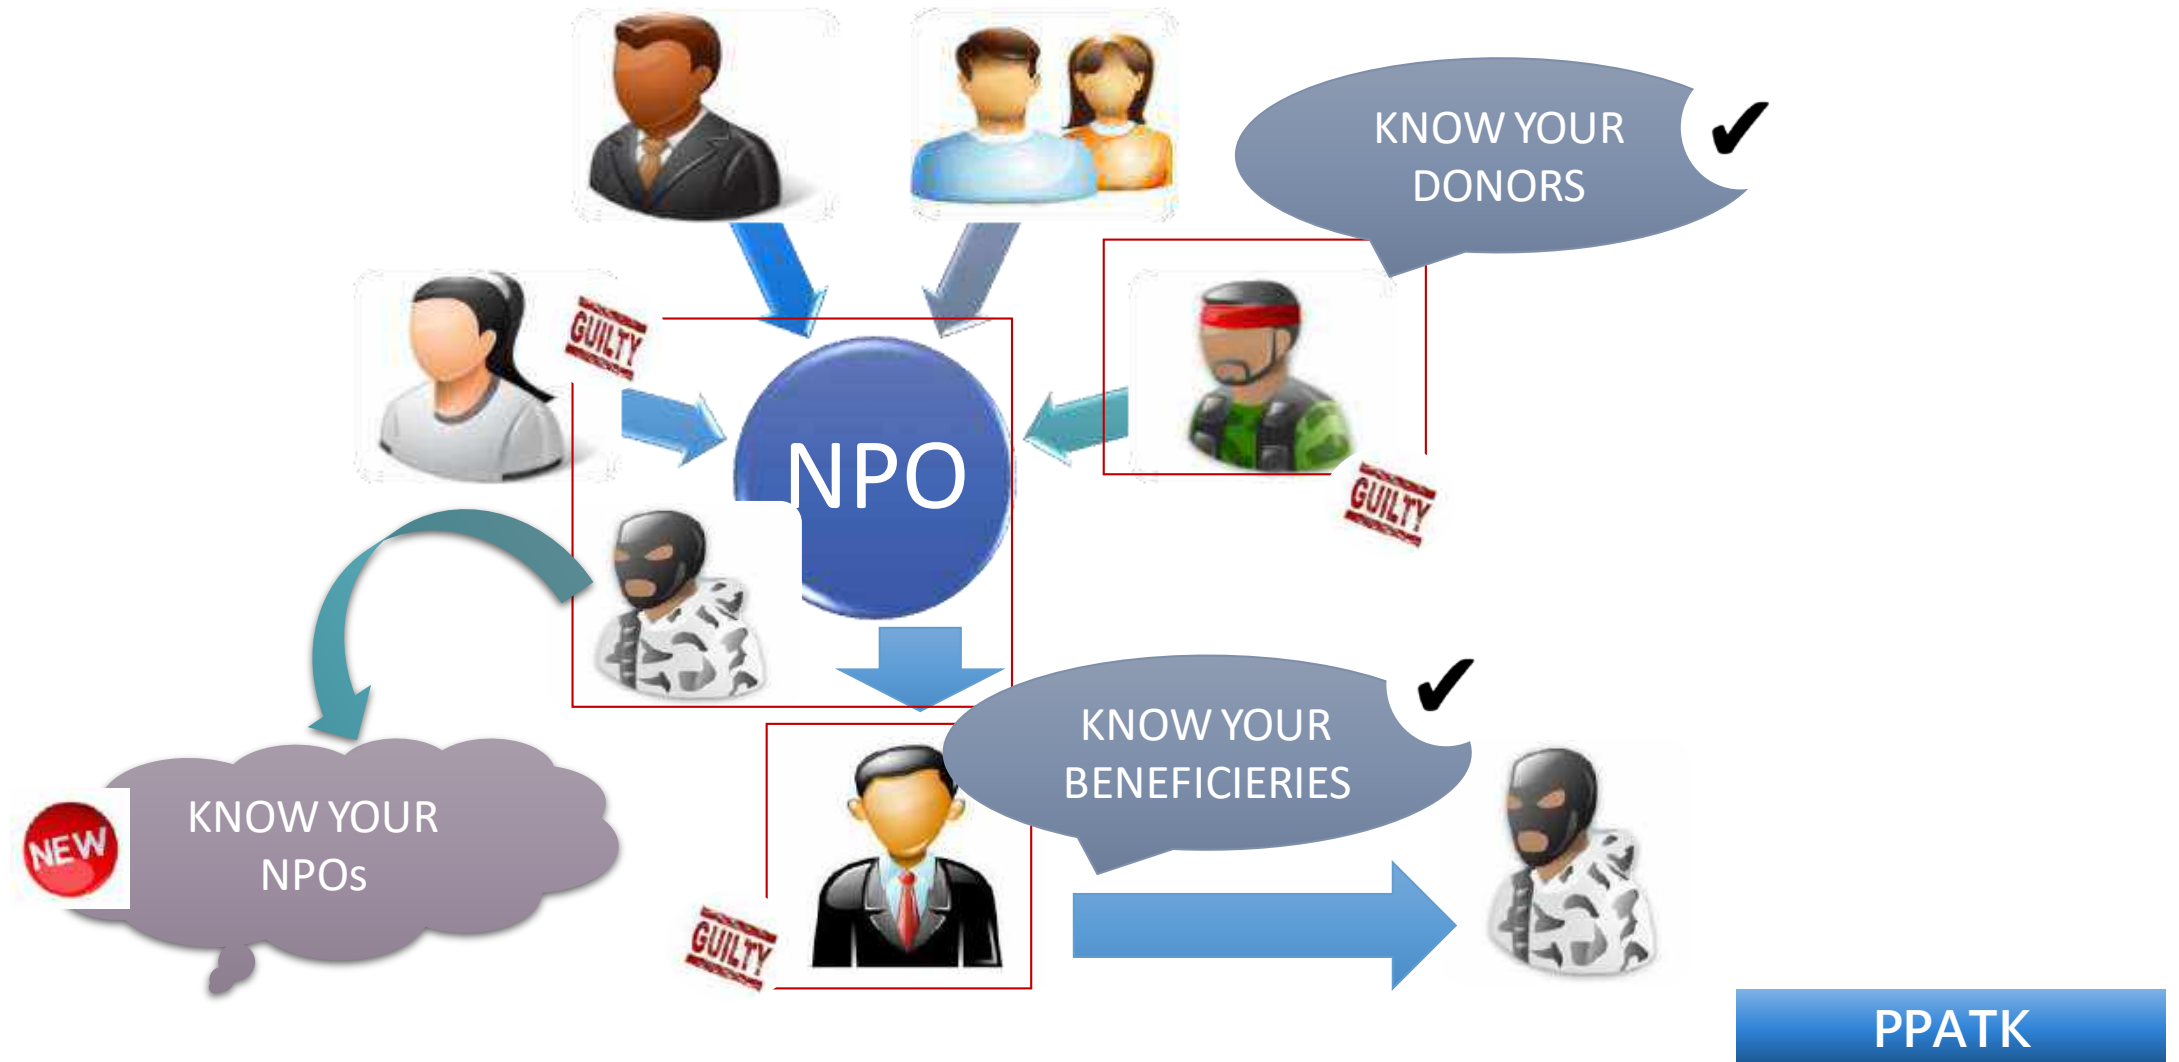 KNOW YOUR
DONORS
GUILTY
NPO
GUILTY
KNOW YOUR
BENEFICIERIES
NEW
KNOW YOUR
NPOs
GUILTY
PPATK